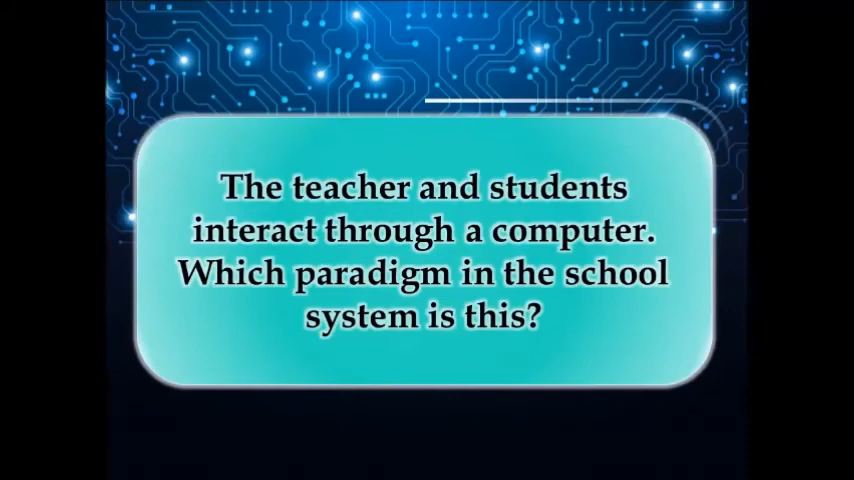 The teacher and students
interact through a computer.
Which paradigm in the school
system is this?